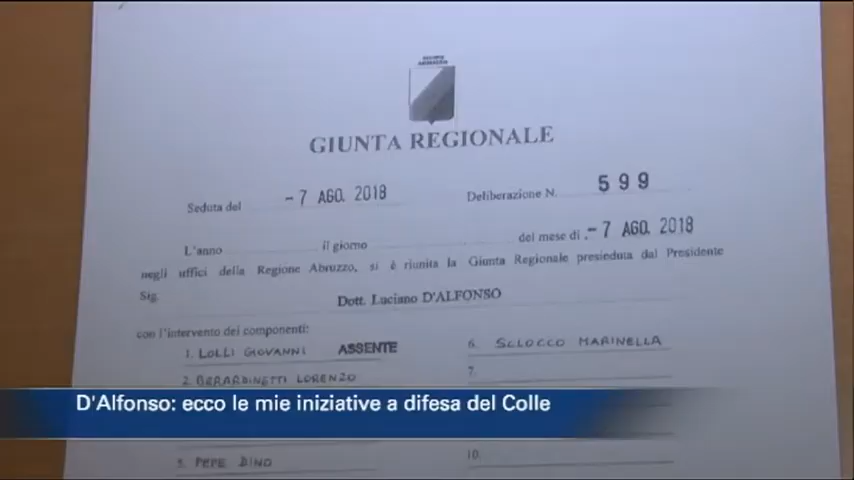 GIUNTA REGIONALE
Seduta del - 7 AGO. 2018 Deliberazione N. 599
L'anno il giorno del mese di - 7 AGO. 2018
negli uffici della Regione Abruzzo, si è riunita la Giunta Regionale presieduta dal Presidente
Sig. Dott. Luciano D'ALFONSO
con l'intervento dei componenti:
1. LOLLI GIOVANNI ASSENTE 6. SCLOCCO MARINELLA
2. BERARDINETTI LORENZO 7.
D'Alfonso: ecco le mie iniziative a difesa del Colle
5. PEPE DINO 10.